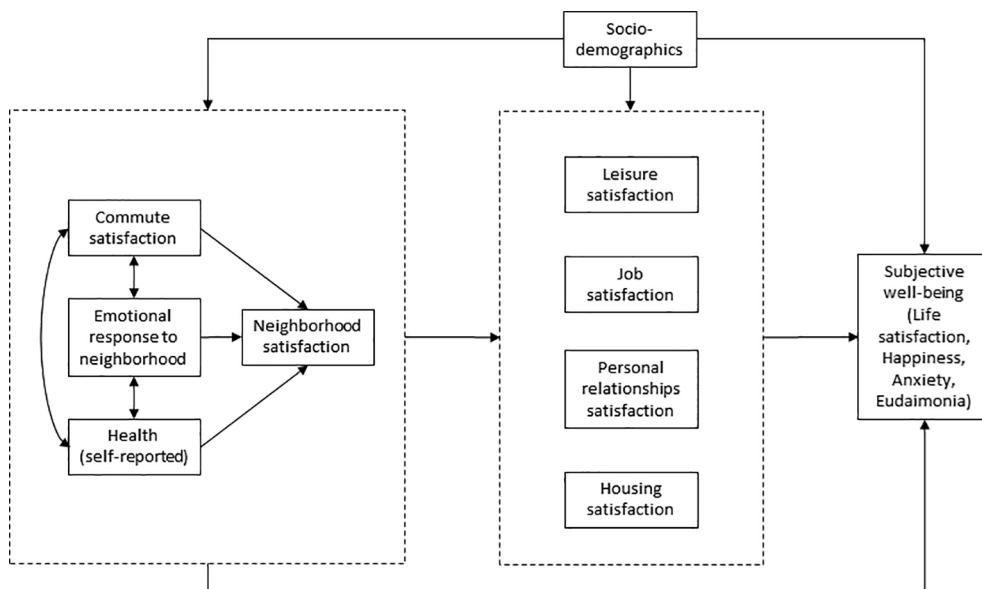 Socio-
demographics
Commute
satisfaction
Emotional
response to
neighborhood
Health
(self-reported)
Neighborhood
satisfaction
Leisure
satisfaction
Job
satisfaction
Personal
relationships
satisfaction
Housing
satisfaction
Subjective
well-being
(Life
satisfaction,
Happiness,
Anxiety,
Eudaimonia)